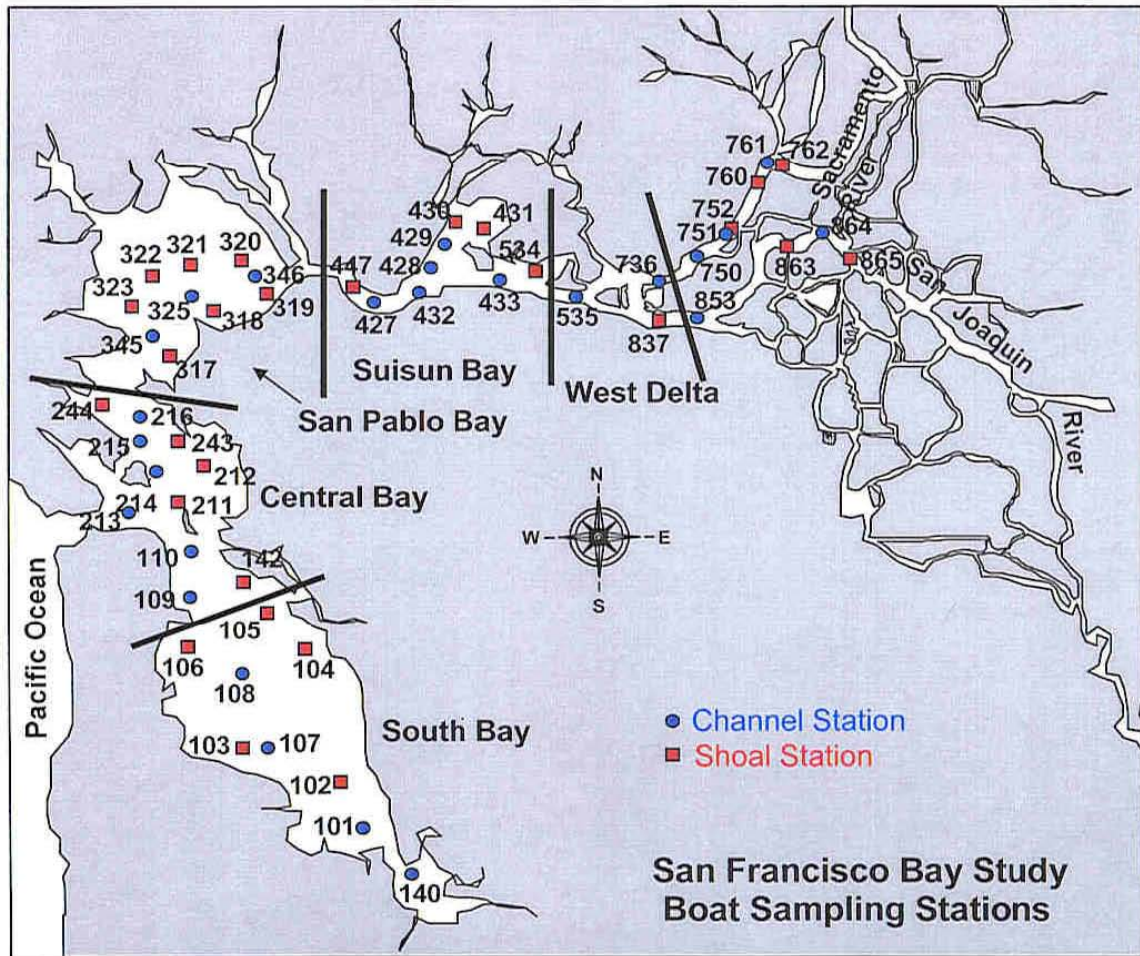 761
762
760
Sacramento
River
752
751
864
750
863
865
San
Joaquin
River
736
853
837
430
431
429
534
428
447
427
432
433
535
Suisun Bay
West Delta
322
321
320
346
323
325
318
319
345
317
San Pablo Bay
244
216
215
243
212
Central Bay
214
211
213
110
142
109
N
W
E
S
Pacific Ocean
105
106
104
108
South Bay
103
107
102
101
140
Channel Station
Shoal Station
San Francisco Bay Study
Boat Sampling Stations